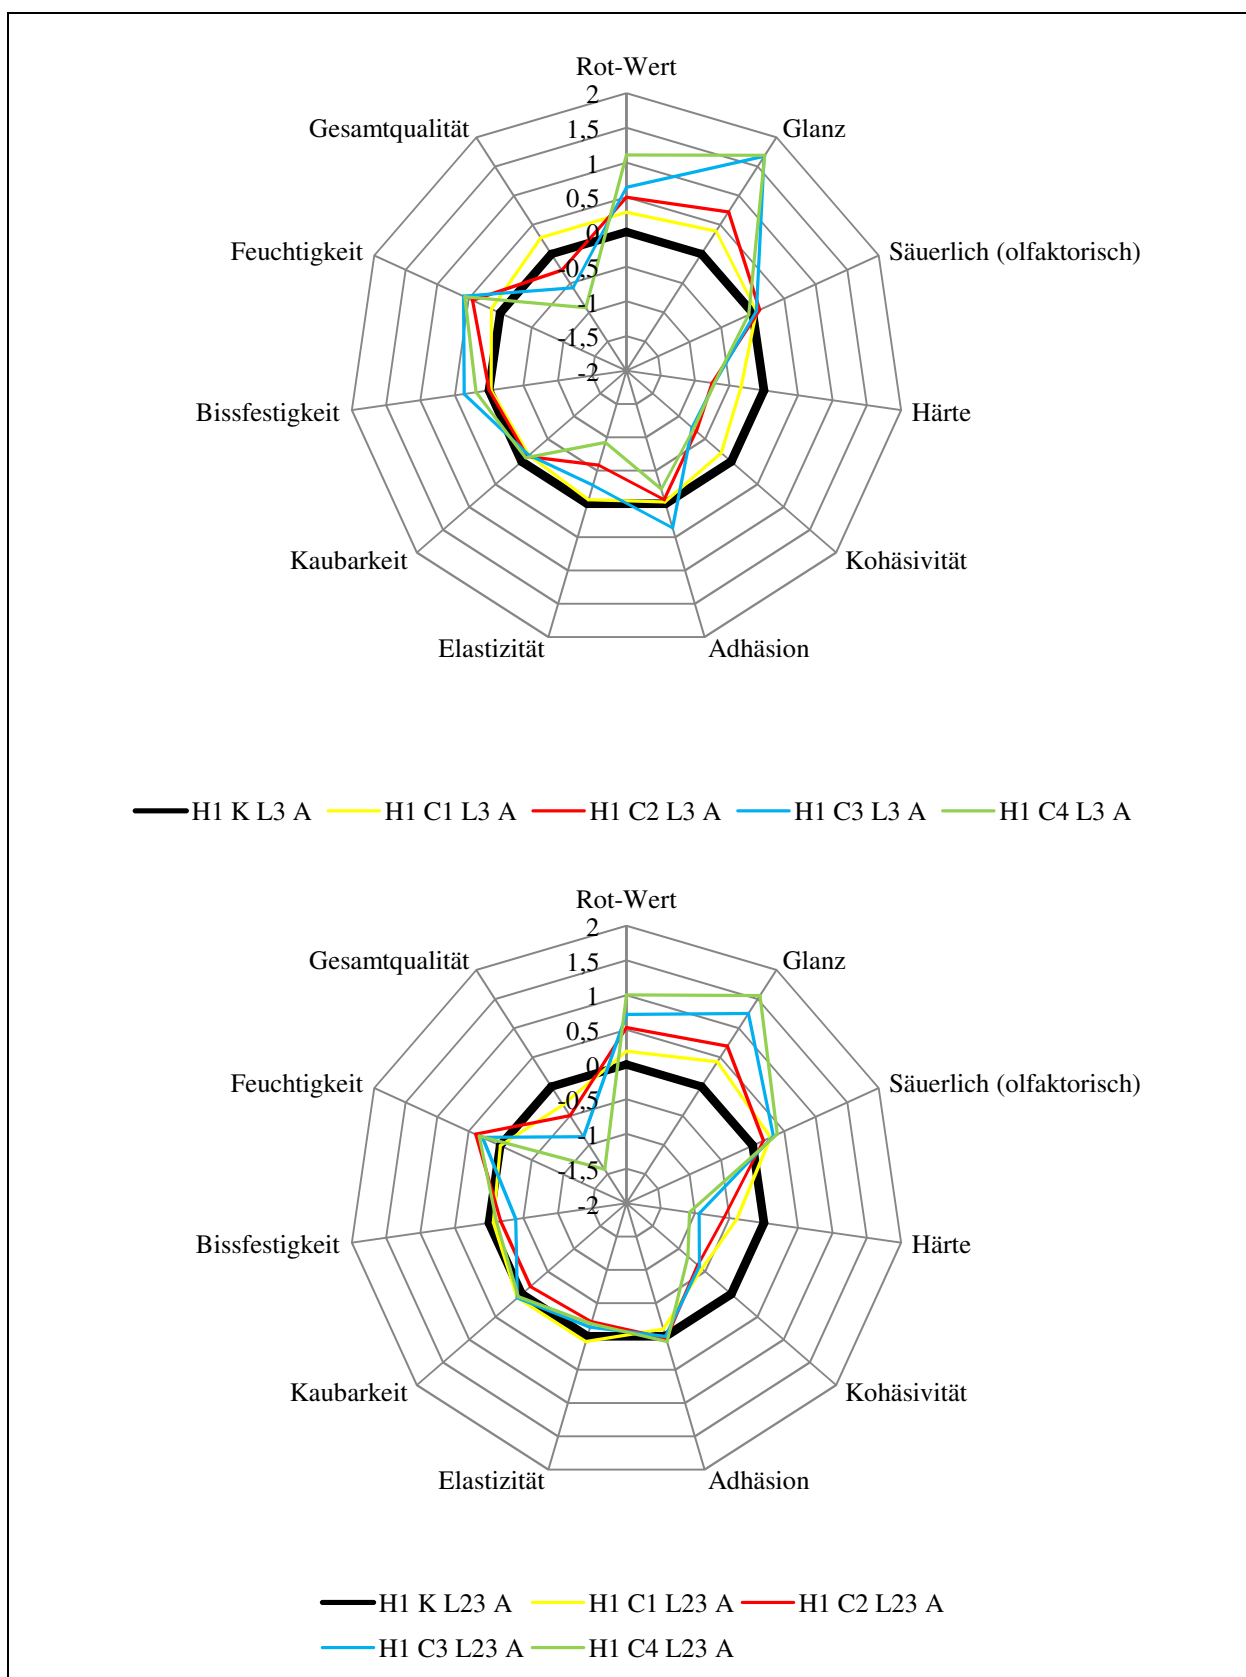 Rot-Wert
2
Gesamtqualität
Glanz
1,5
1
0,5
Feuchtigkeit
0
Säuerlich (olfaktorisch)
-0,5
-1
-1,5
-2
Bissfestigkeit
Härte
Kaubarkeit
Kohäsivität
Elastizität
Adhäsion
H1 K L3 A H1 C1 L3 A H1 C2 L3 A H1 C3 L3 A H1 C4 L3 A
Rot-Wert
2
Gesamtqualität
Glanz
1,5
1
0,5
Feuchtigkeit
0
Säuerlich (olfaktorisch)
-0,5
-1
-1,5
-2
Bissfestigkeit
Härte
Kaubarkeit
Kohäsivität
Elastizität
Adhäsion
H1 K L23 A H1 C1 L23 A H1 C2 L23 A
H1 C3 L23 A H1 C4 L23 A